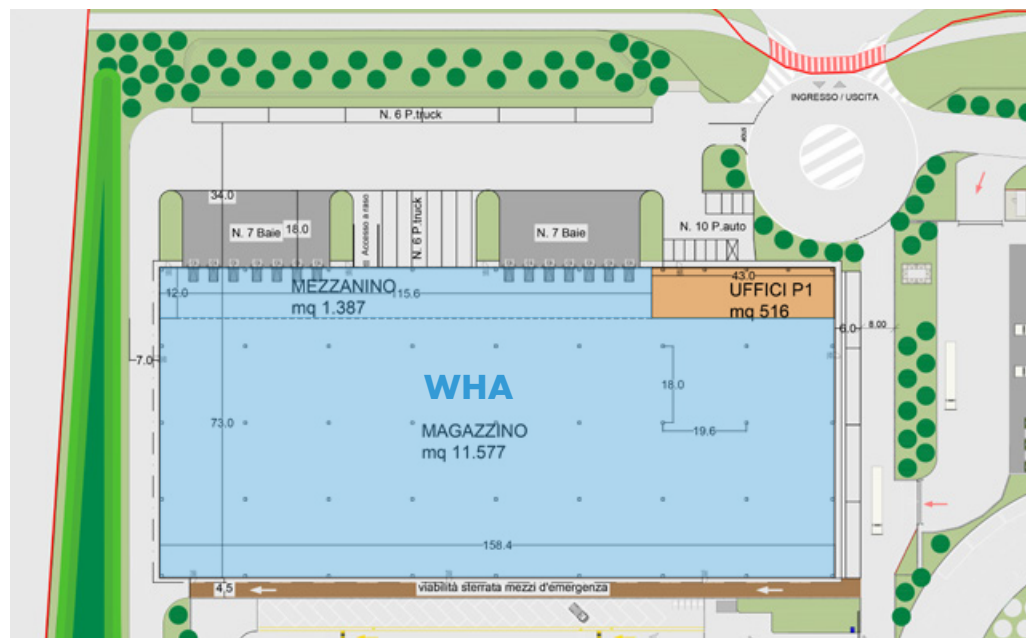 INGRESSO / USCITA
STOP
N. 6 P.truck
34.0
N. 7 Baie
18.0
Accesso a raso
N. 6 P.truck
N. 7 Baie
N. 10 P.auto
MEZZANINO
mq 1.387
12.0
115.6
43.0
UFFICI P1
mq 516
6.0
8.00
7.0
WHA
18.0
73.0
MAGAZZINO
mq 11.577
19.6
158.4
4,5
viabilità sterrata mezzi d'emergenza